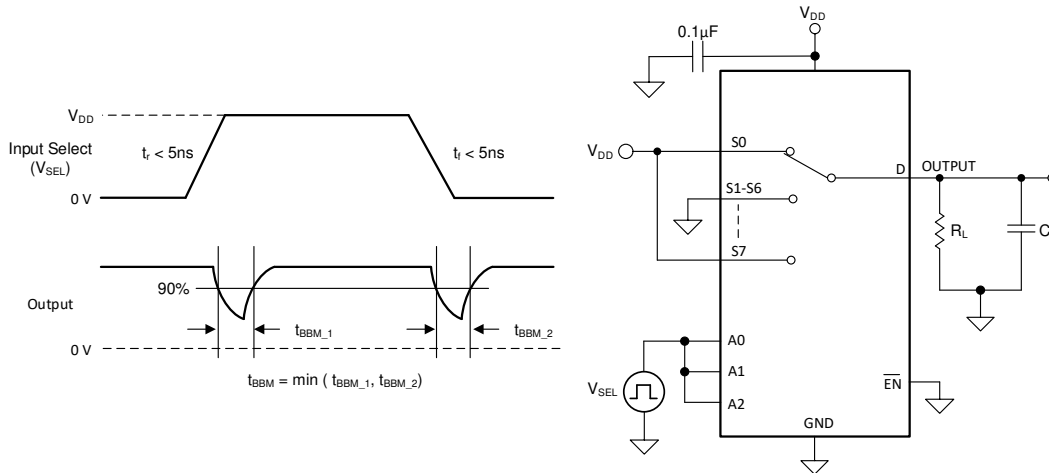 V_DD
Input Select
(V_SEL)
t_r < 5ns
t_f < 5ns
0 V
90%
Output
t_BBM_1
t_BBM_2
0 V
t_BBM = min ( t_BBM_1, t_BBM_2)
V_DD
0.1µF
V_DD
S0
D
OUTPUT
S1-S6
S7
R_L
C
A0
A1
A2
V_SEL
EN
GND